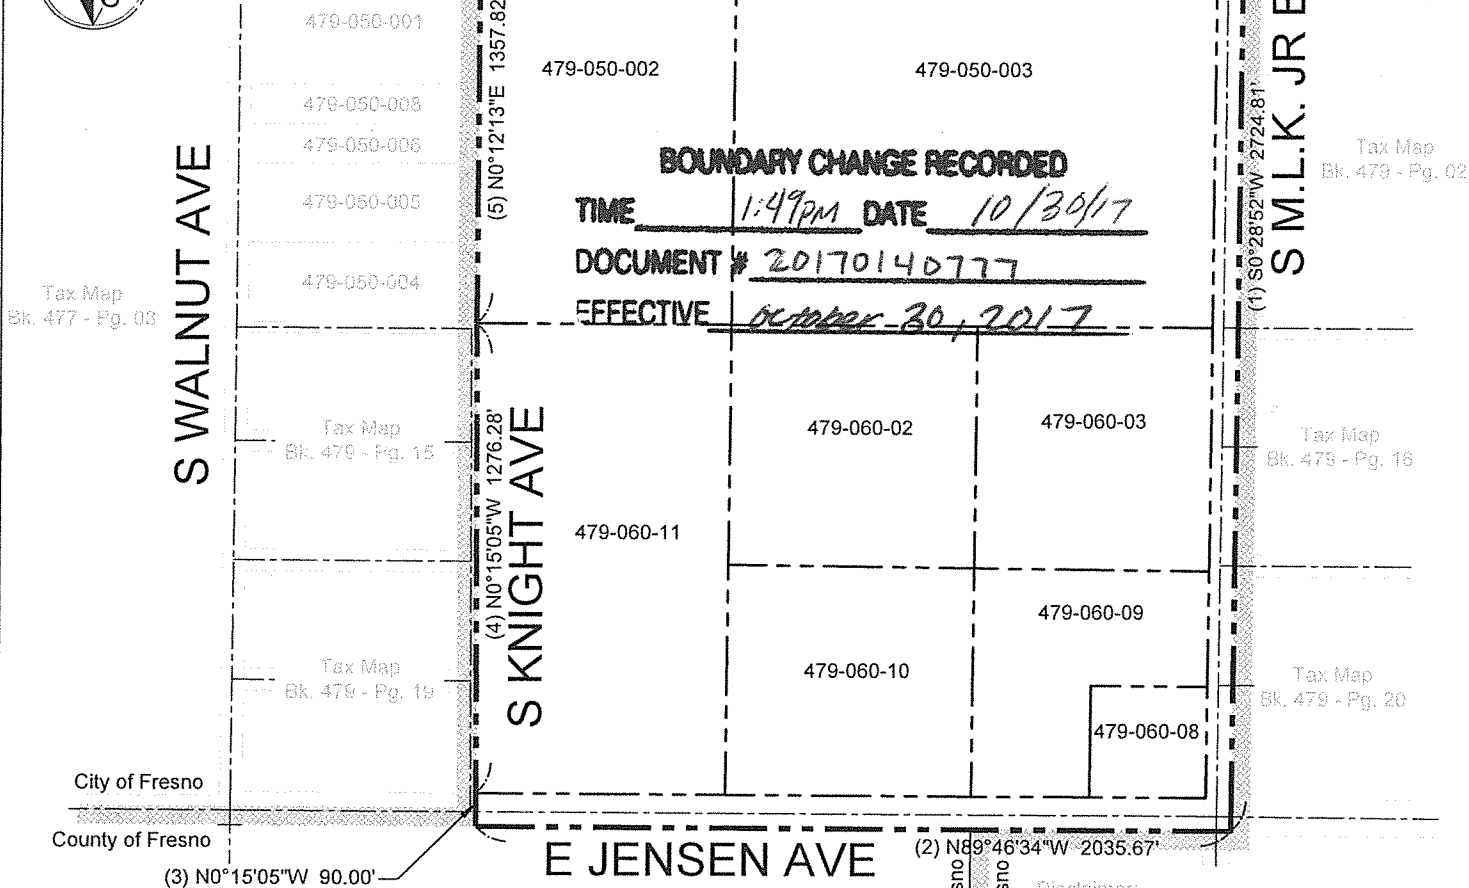 479-050-001
479-050-002
479-050-003
479-050-008
479-050-006
479-050-005
479-050-004
(5) N0°12'13"E 1357.82
(1) S0°28'52"W 2724.81'
S M.L.K. JR
S WALNUT AVE
Tax Map
Bk. 479 - Pg. 02
BOUNDARY CHANGE RECORDED
TIME 1:49PM DATE 10/30/17
DOCUMENT # 20170140777
EFFECTIVE October 30, 2017
Tax Map
Bk. 477 - Pg. 03
Tax Map
Bk. 479 - Pg. 15
(4) N0°15'05"W 1276.28'
S KNIGHT AVE
479-060-02
479-060-03
Tax Map
Bk. 479 - Pg. 16
479-060-11
479-060-09
479-060-10
479-060-08
Tax Map
Bk. 479 - Pg. 19
Tax Map
Bk. 479 - Pg. 20
City of Fresno
County of Fresno
(3) N0°15'05"W 90.00'
E JENSEN AVE
(2) N89°46'34"W 2035.67'
sno
sno
Disclaimer: